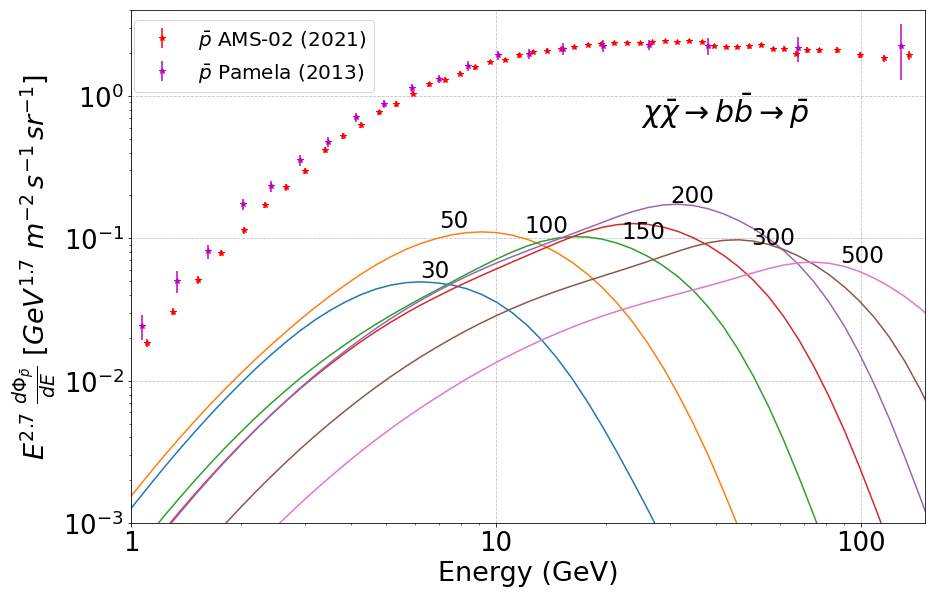 p̄ AMS-02 (2021)
p̄ Pamela (2013)
χχ̄ → bb̄ → p̄
E^2.7 dΦ_p̄/dE [GeV^1.7 m^−2 s^−1 sr^−1]
10^0
10^−1
10^−2
10^−3
30
50
100
150
200
300
500
1 10 100
Energy (GeV)